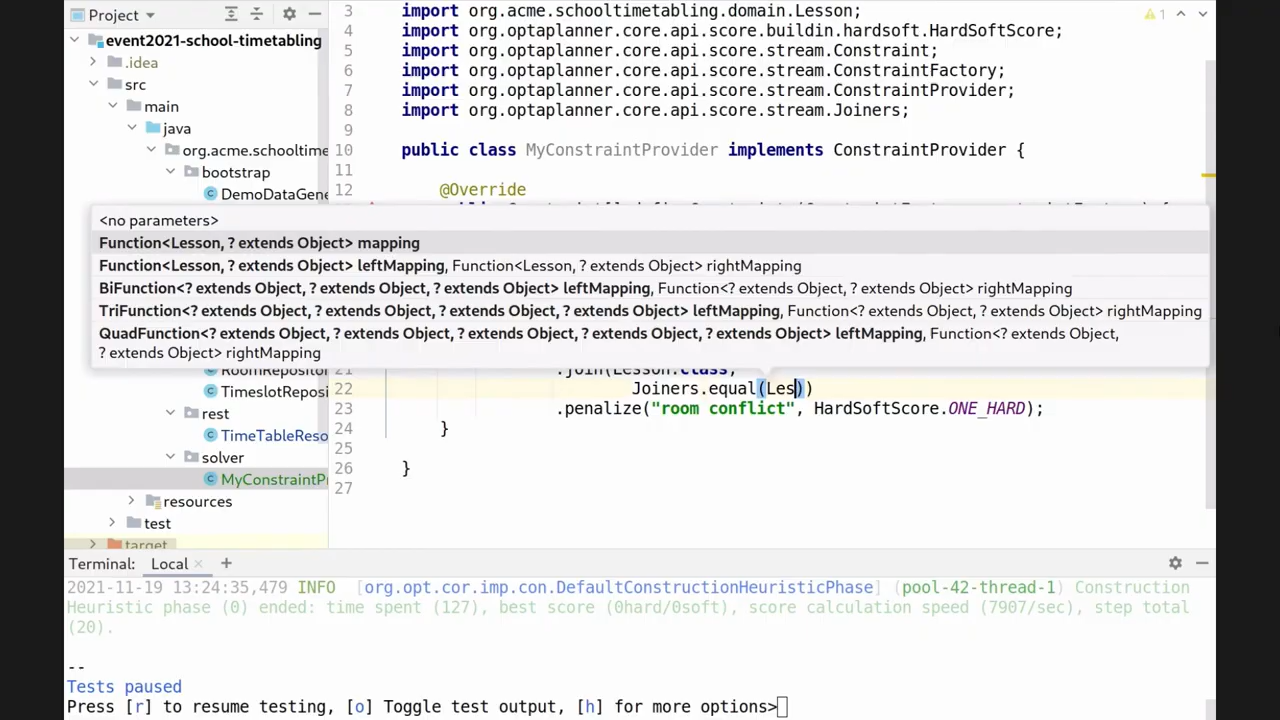 Project
event2021-school-timetabling
.idea
src
main
java
org.acme.schooltime
bootstrap
DemoDataGene
RoomRepositor
TimeslotReposi
rest
TimeTableReso
solver
MyConstraintP
resources
test
target
1
3 import org.acme.schooltimetabling.domain.Lesson;
4 import org.optaplanner.core.api.score.buildin.hardsoft.HardSoftScore;
5 import org.optaplanner.core.api.score.stream.Constraint;
6 import org.optaplanner.core.api.score.stream.ConstraintFactory;
7 import org.optaplanner.core.api.score.stream.ConstraintProvider;
8 import org.optaplanner.core.api.score.stream.Joiners;
9
10 public class MyConstraintProvider implements ConstraintProvider {
11
12 @Override
<no parameters>
Function<Lesson, ? extends Object> mapping
Function<Lesson, ? extends Object> leftMapping, Function<Lesson, ? extends Object> rightMapping
BiFunction<? extends Object, ? extends Object, ? extends Object> leftMapping, Function<? extends Object, ? extends Object> rightMapping
TriFunction<? extends Object, ? extends Object, ? extends Object, ? extends Object> leftMapping, Function<? extends Object, ? extends Object> rightMapping
QuadFunction<? extends Object, ? extends Object, ? extends Object, ? extends Object, ? extends Object> leftMapping, Function<? extends Object,
? extends Object> rightMapping
21 .join(Lesson.class,
22 Joiners.equal(Les))
23 .penalize("room conflict", HardSoftScore.ONE_HARD);
24 }
25
26 }
27
Terminal: Local × +
2021-11-19 13:24:35,479 INFO [org.opt.cor.imp.con.DefaultConstructionHeuristicPhase] (pool-42-thread-1) Construction
Heuristic phase (0) ended: time spent (127), best score (0hard/0soft), score calculation speed (7907/sec), step total
(20).
--
Tests paused
Press [r] to resume testing, [o] Toggle test output, [h] for more options>